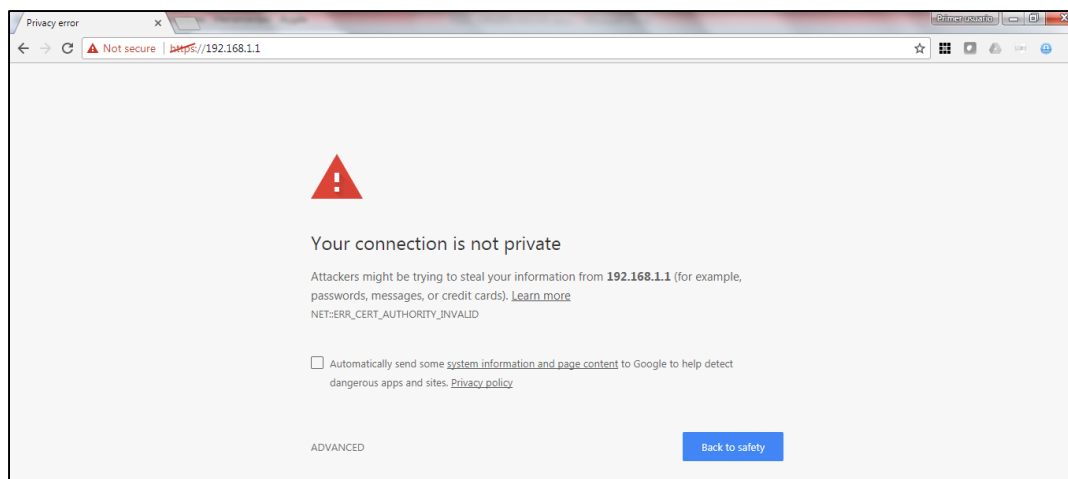 Privacy error
Primer usuario
Not secure | https://192.168.1.1
Your connection is not private
Attackers might be trying to steal your information from 192.168.1.1 (for example,
passwords, messages, or credit cards). Learn more
NET::ERR_CERT_AUTHORITY_INVALID
Automatically send some system information and page content to Google to help detect
dangerous apps and sites. Privacy policy
ADVANCED
Back to safety